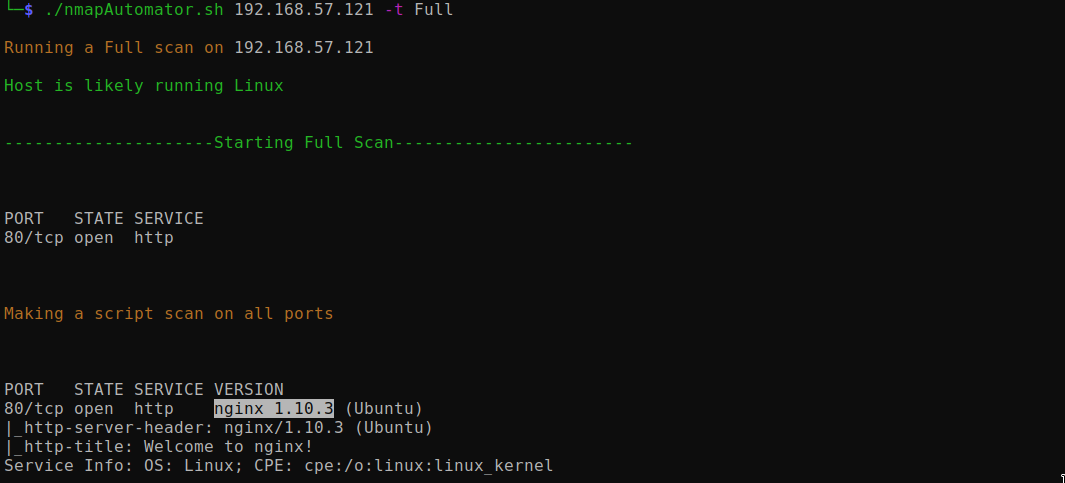 └─$ ./nmapAutomator.sh 192.168.57.121 -t Full
Running a Full scan on 192.168.57.121
Host is likely running Linux
---------------------Starting Full Scan------------------------
PORT   STATE SERVICE
80/tcp open  http
Making a script scan on all ports
PORT   STATE SERVICE VERSION
80/tcp open  http    nginx 1.10.3 (Ubuntu)
|_http-server-header: nginx/1.10.3 (Ubuntu)
|_http-title: Welcome to nginx!
Service Info: OS: Linux; CPE: cpe:/o:linux:linux_kernel